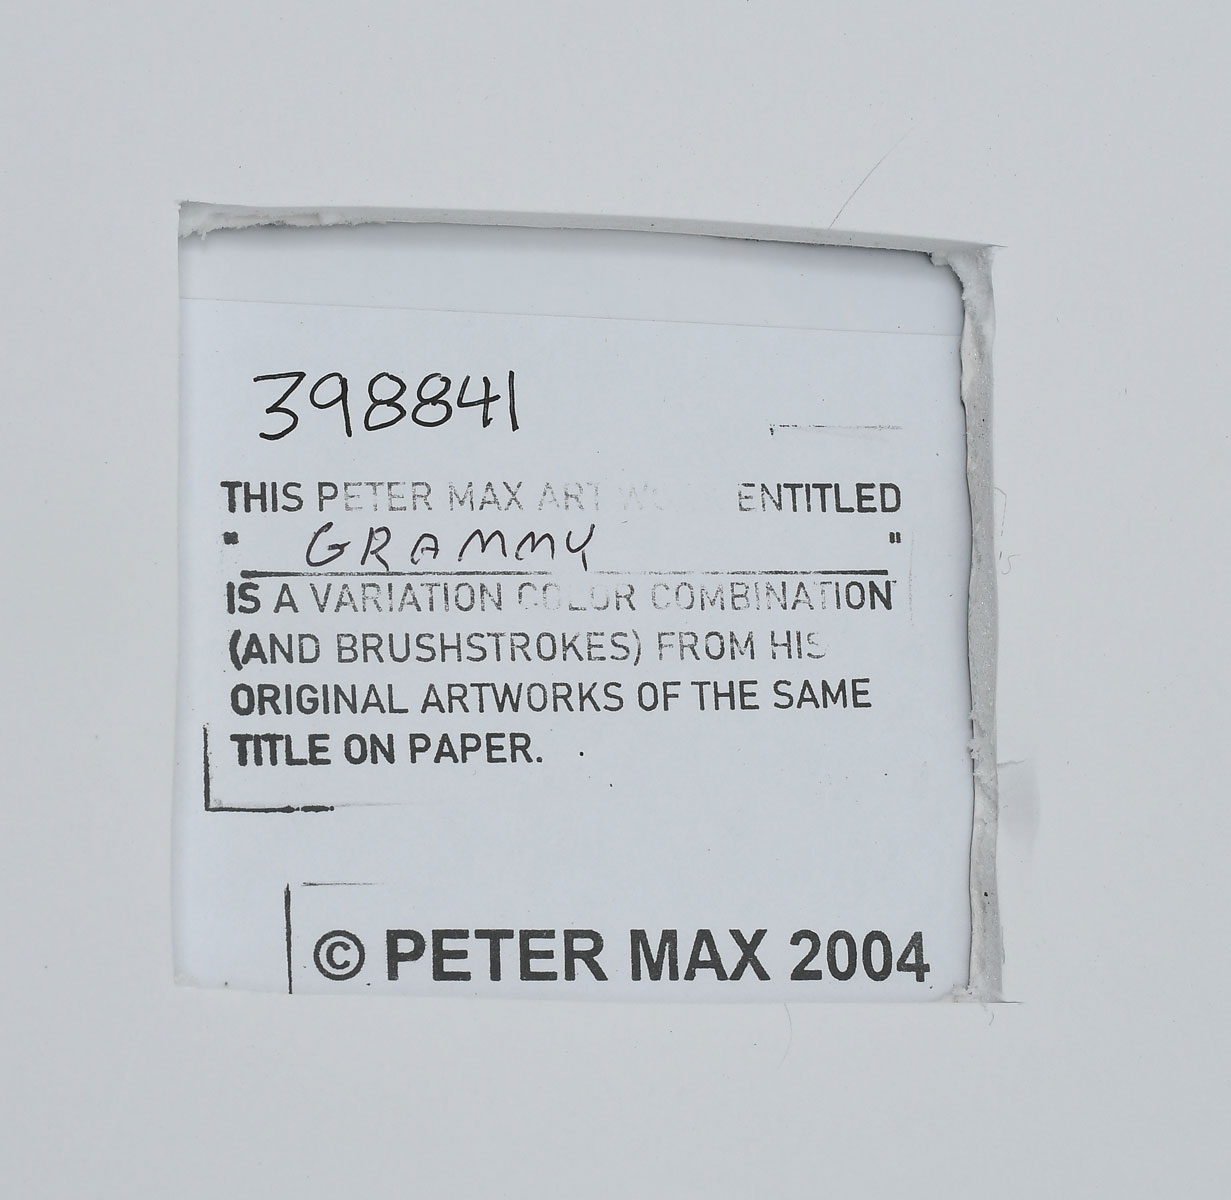 398841
THIS PETER MAX ART ENTITLED
" GRAMMY "
IS A VARIATION COLOR COMBINATION
(AND BRUSHSTROKES) FROM HIS
ORIGINAL ARTWORKS OF THE SAME
TITLE ON PAPER.
© PETER MAX 2004